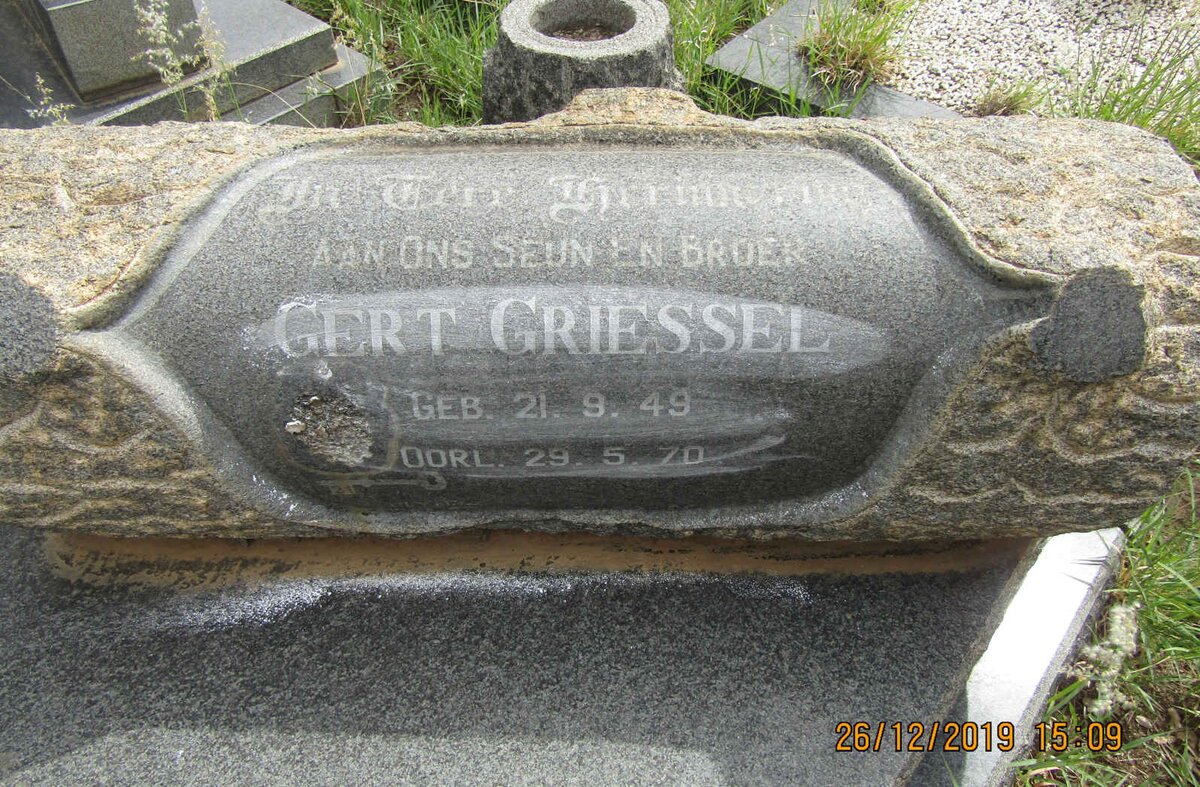 In Teer Herinnering
AAN ONS SEUN EN BROER
GERT GRIESSEL
GEB. 21. 9. 49
OORL. 29. 5. 70
26/12/2019 15:09